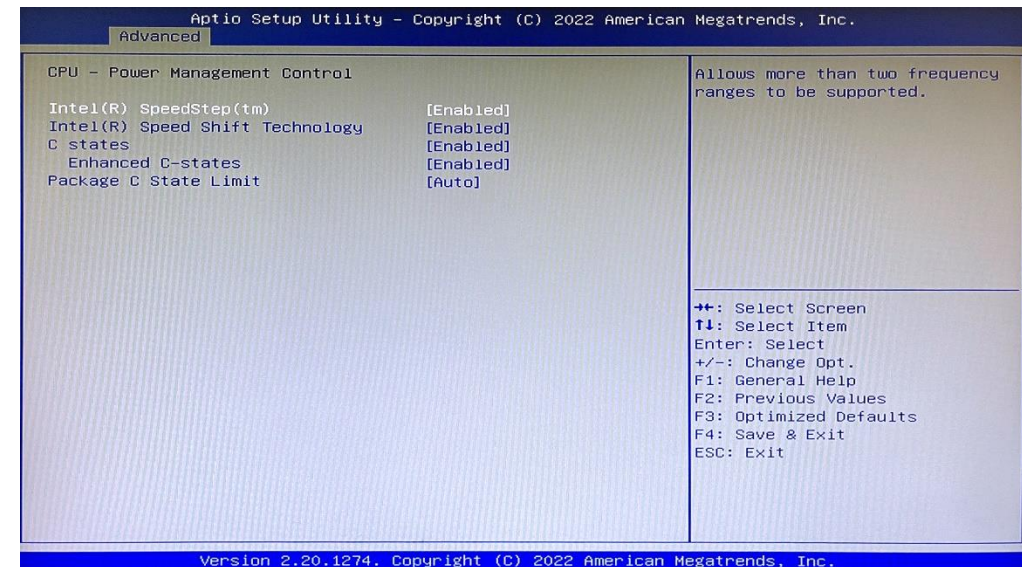 Aptio Setup Utility – Copyright (C) 2022 American Megatrends, Inc.
Advanced
CPU – Power Management Control
Intel(R) SpeedStep(tm) [Enabled]
Intel(R) Speed Shift Technology [Enabled]
C states [Enabled]
Enhanced C-states [Enabled]
Package C State Limit [Auto]
Allows more than two frequency
ranges to be supported.
→←: Select Screen
↑↓: Select Item
Enter: Select
+/-: Change Opt.
F1: General Help
F2: Previous Values
F3: Optimized Defaults
F4: Save & Exit
ESC: Exit
Version 2.20.1274. Copyright (C) 2022 American Megatrends, Inc.